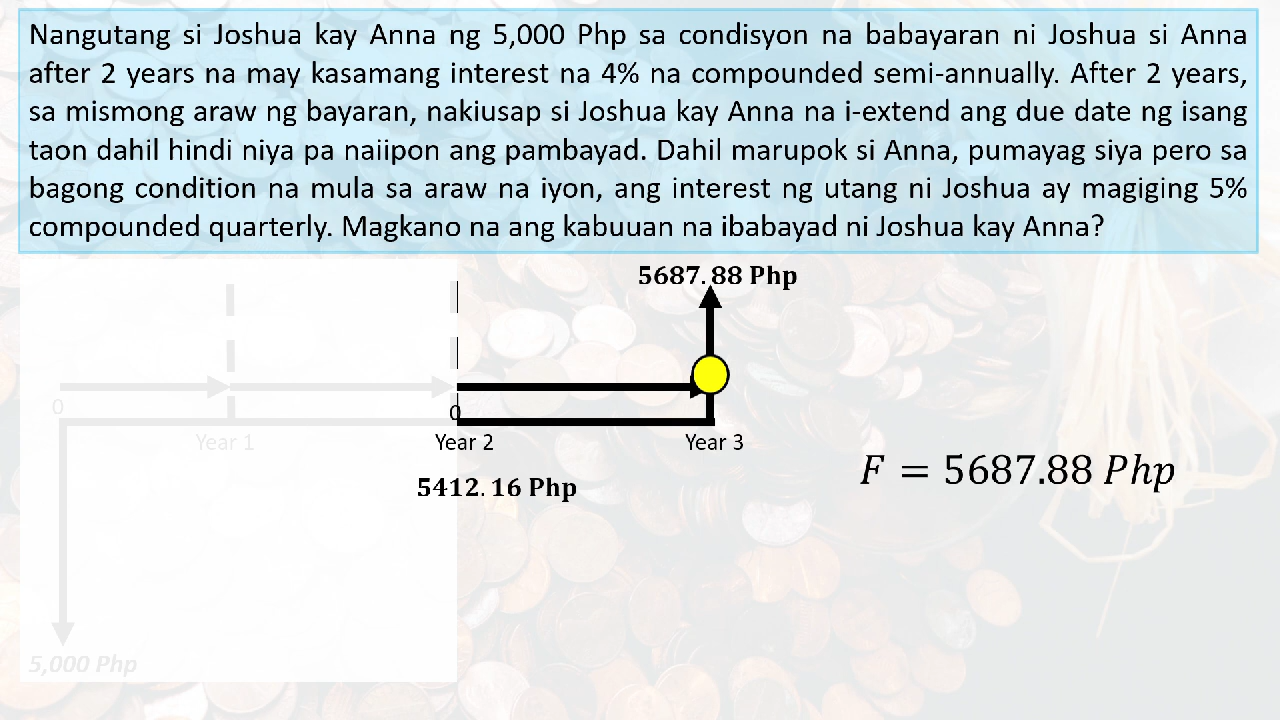 Nangutang si Joshua kay Anna ng 5,000 Php sa condisyon na babayaran ni Joshua si Anna
after 2 years na may kasamang interest na 4% na compounded semi-annually. After 2 years,
sa mismong araw ng bayaran, nakiusap si Joshua kay Anna na i-extend ang due date ng isang
taon dahil hindi niya pa naiipon ang pambayad. Dahil marupok si Anna, pumayag siya pero sa
bagong condition na mula sa araw na iyon, ang interest ng utang ni Joshua ay magiging 5%
compounded quarterly. Magkano na ang kabuuan na ibabayad ni Joshua kay Anna?
5687.88 Php
0
0
Year 1
Year 2
Year 3
5412.16 Php
F = 5687.88 Php
5,000 Php